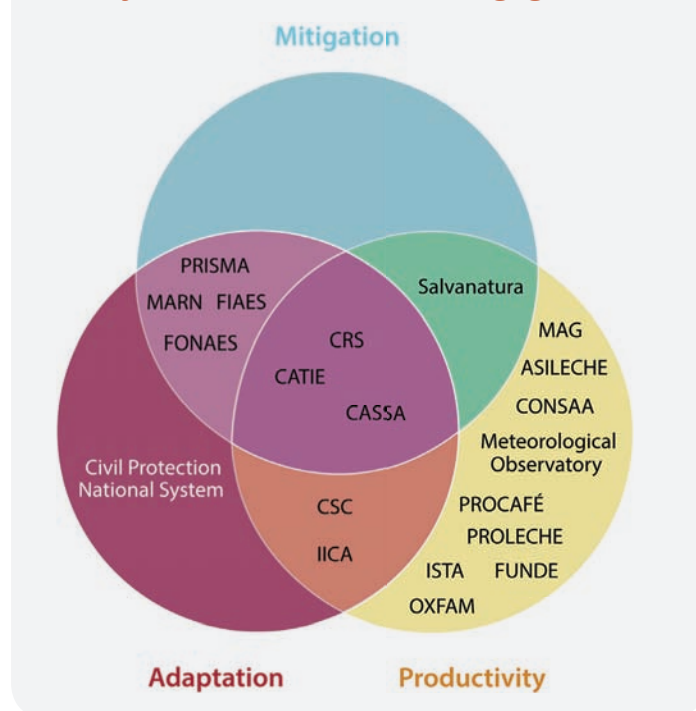 Mitigation
PRISMA
MARN FIAES
FONAES
Salvanatura
CRS
CATIE
CASSA
MAG
ASILECHE
CONSAA
Meteorological
Observatory
PROCAFÉ
PROLECHE
ISTA FUNDE
OXFAM
Civil Protection
National System
CSC
IICA
Adaptation
Productivity